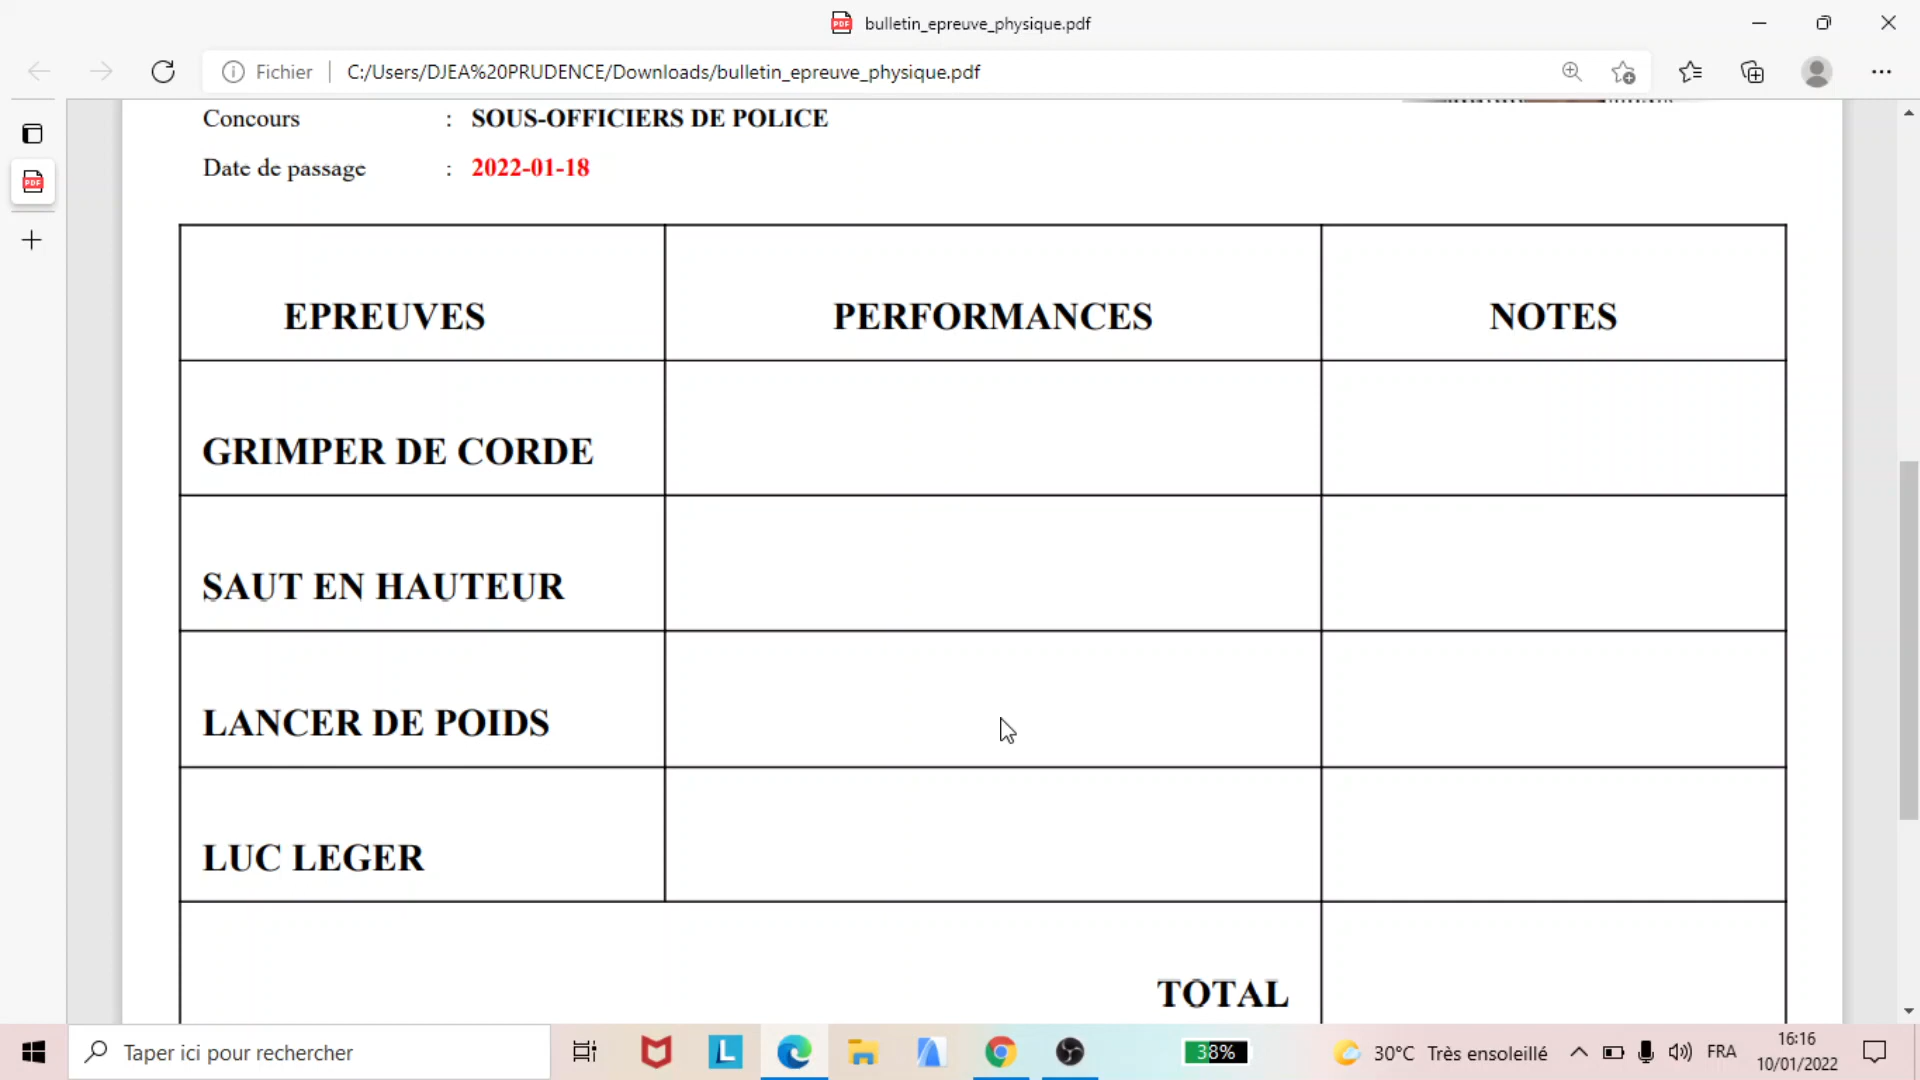 bulletin_epreuve_physique.pdf
Fichier C:/Users/DJEA%20PRUDENCE/Downloads/bulletin_epreuve_physique.pdf
Concours : SOUS-OFFICIERS DE POLICE
Date de passage : 2022-01-18
EPREUVES PERFORMANCES NOTES
GRIMPER DE CORDE
SAUT EN HAUTEUR
LANCER DE POIDS
LUC LEGER
TOTAL
Taper ici pour rechercher
L
38%
30°C Très ensoleillé
FRA
16:16
10/01/2022